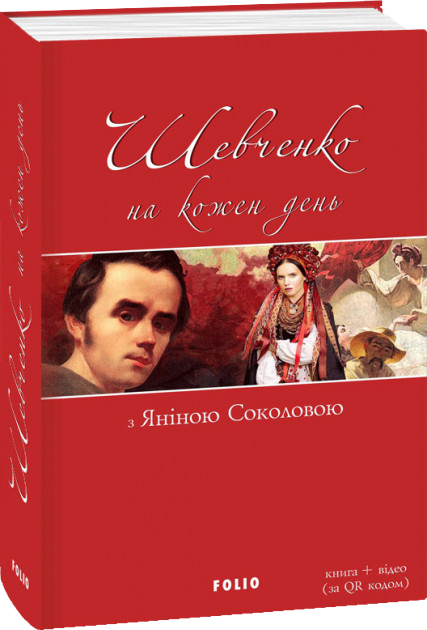 Шевченко
на кожен день
з Яніною Соколовою
книга + відео
(за QR кодом)
FOLIO
Шевченко на кожен день
FOLIO